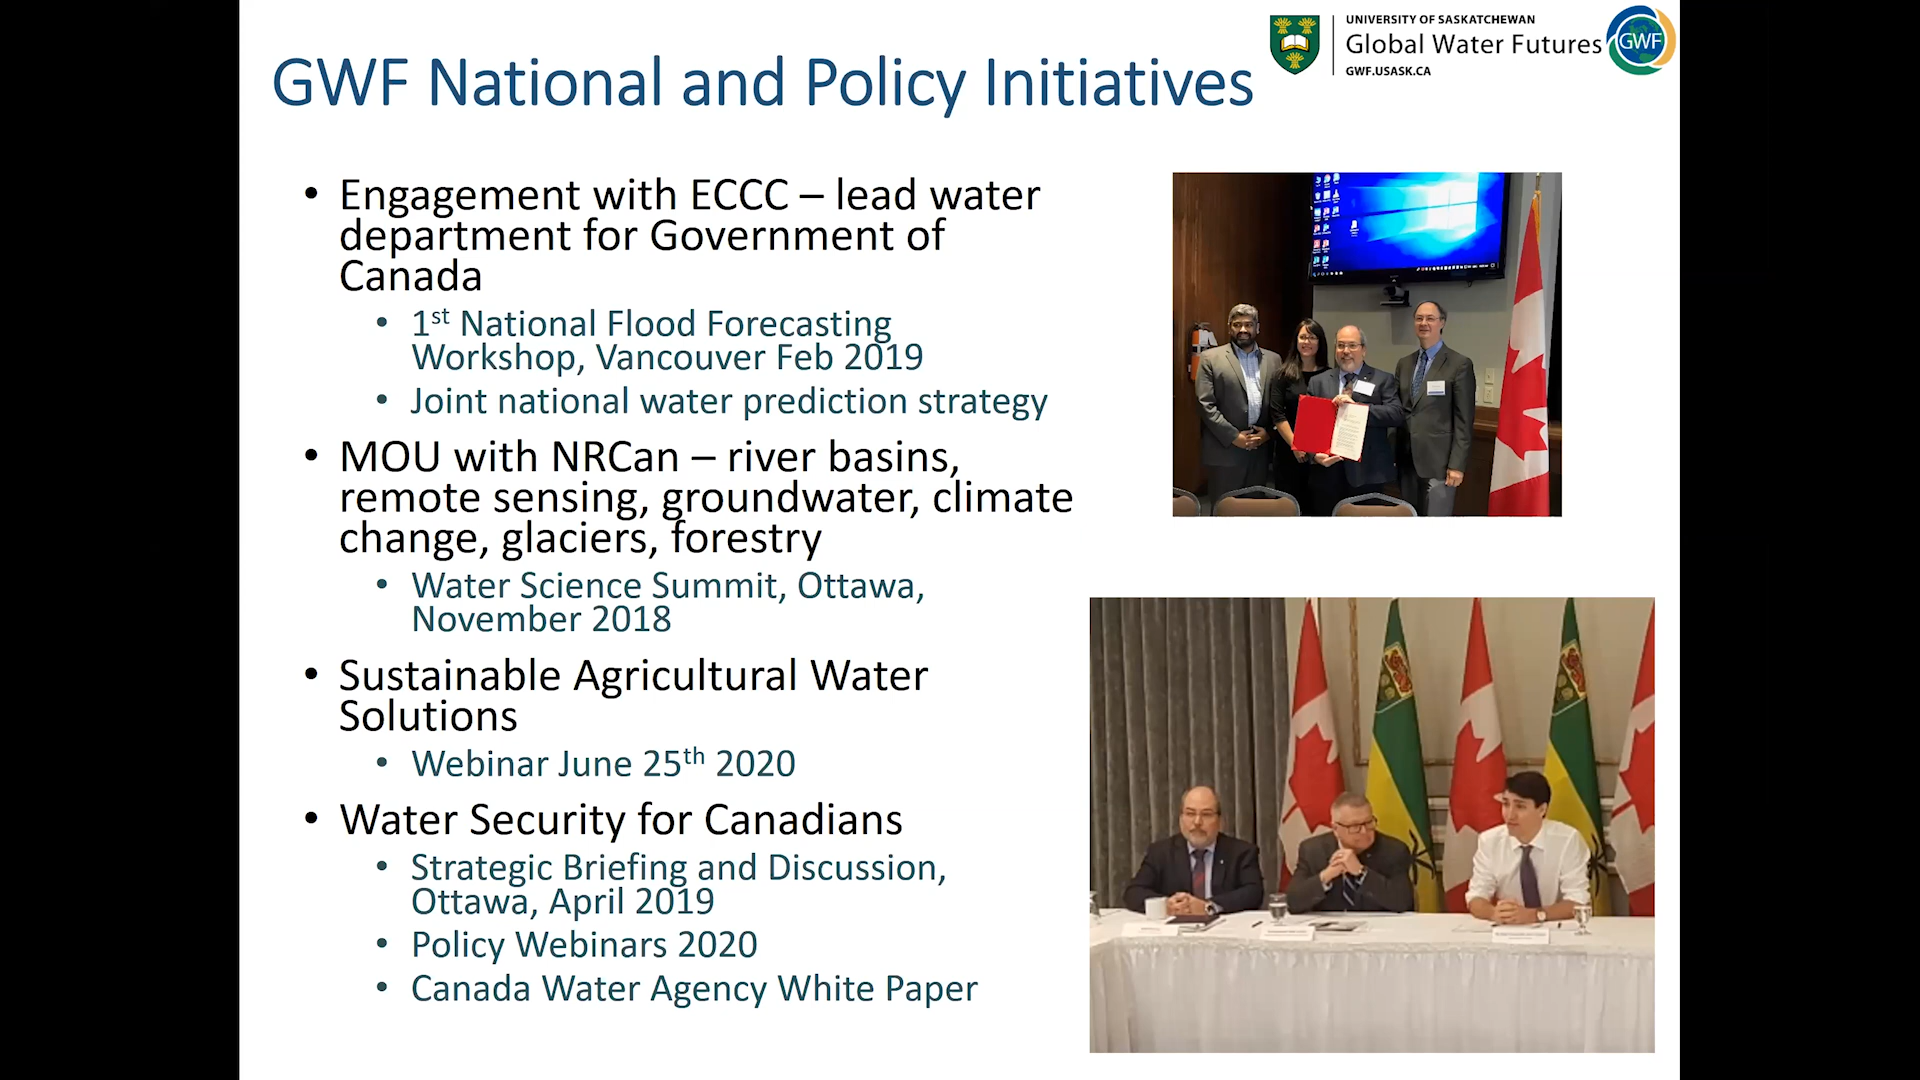 UNIVERSITY OF SASKATCHEWAN
Global Water Futures
GWF.USASK.CA
GWF
GWF National and Policy Initiatives
• Engagement with ECCC – lead water
department for Government of
Canada
• 1st National Flood Forecasting
Workshop, Vancouver Feb 2019
• Joint national water prediction strategy
• MOU with NRCan – river basins,
remote sensing, groundwater, climate
change, glaciers, forestry
• Water Science Summit, Ottawa,
November 2018
• Sustainable Agricultural Water
Solutions
• Webinar June 25th 2020
• Water Security for Canadians
• Strategic Briefing and Discussion,
Ottawa, April 2019
• Policy Webinars 2020
• Canada Water Agency White Paper